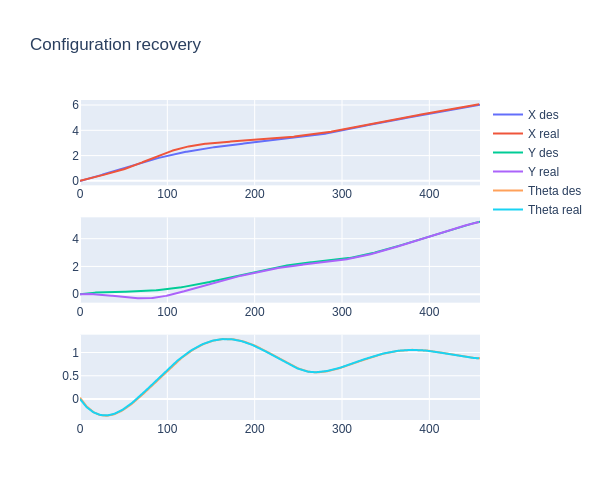 Configuration recovery
6
4
2
0
0 100 200 300 400
X des
X real
Y des
Y real
Theta des
Theta real
4
2
0
0 100 200 300 400
1
0.5
0
0 100 200 300 400